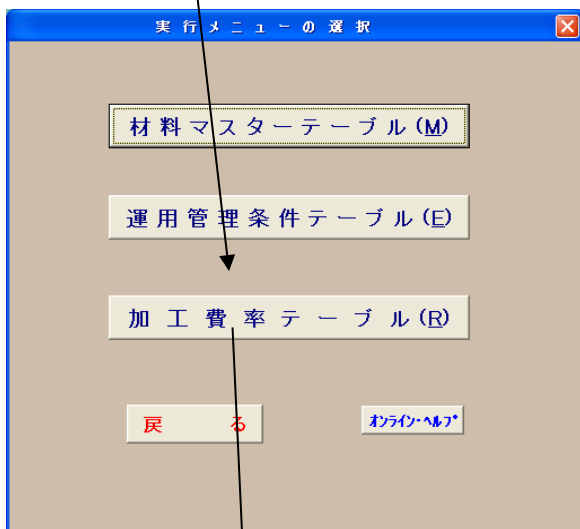 実行メニューの選択
材料マスターテーブル(M)
運用管理条件テーブル(E)
加工費率テーブル(R)
戻る
オンライン・ヘルプ